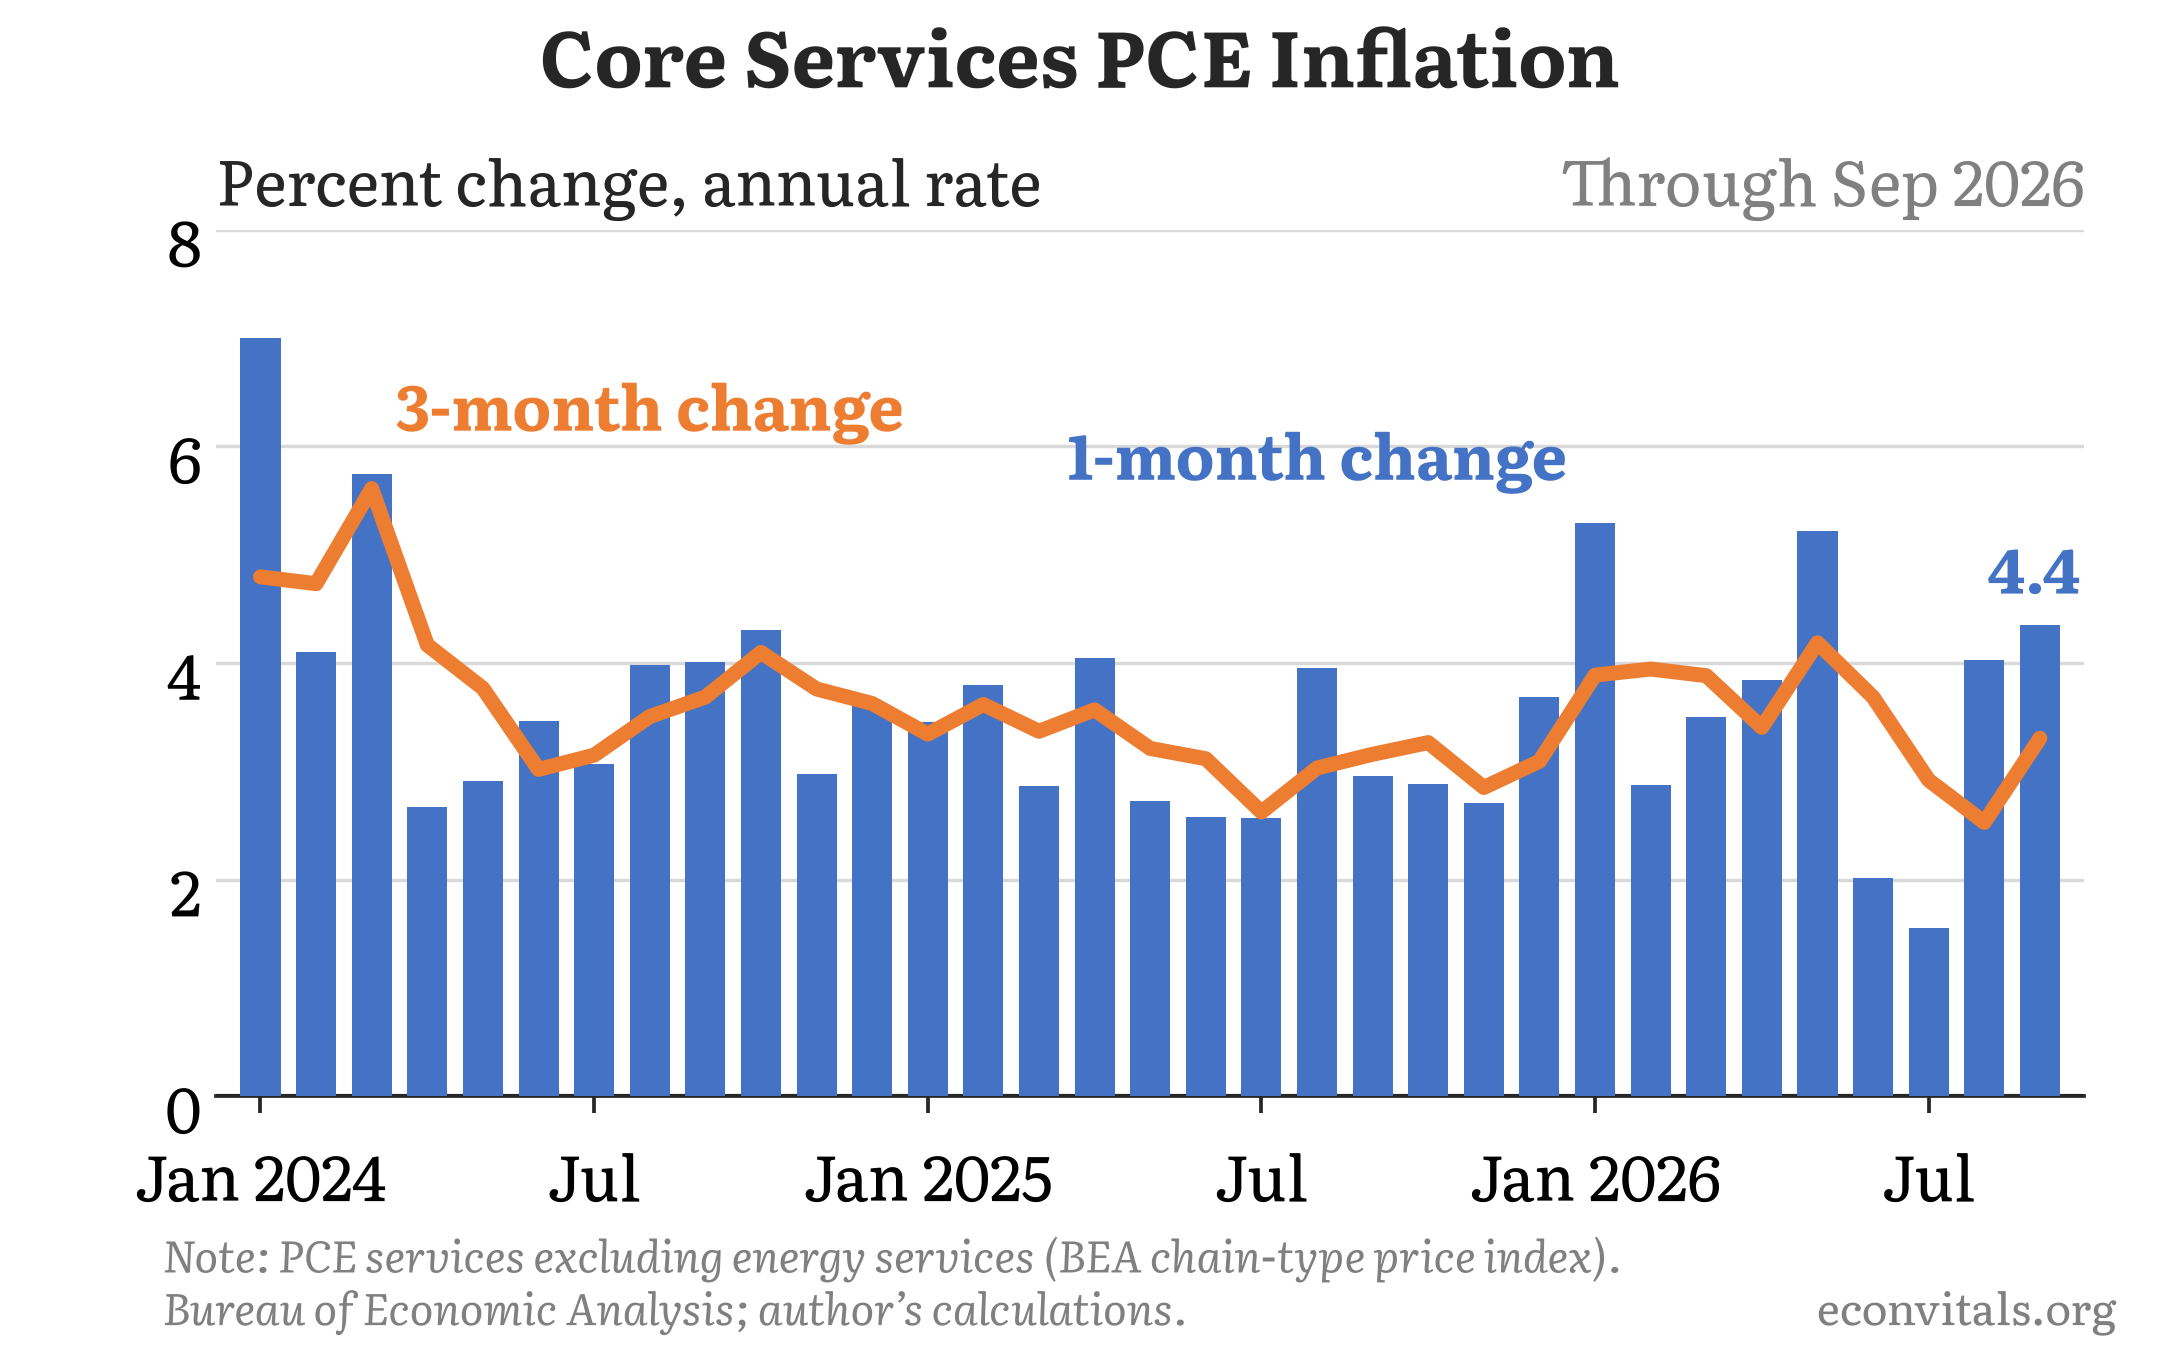 Core Services PCE Inflation
Percent change, annual rate
Through Sep 2026
8
3-month change
6
1-month change
4.4
4
2
0
Jan 2024
Jul
Jan 2025
Jul
Jan 2026
Jul
Note: PCE services excluding energy services (BEA chain-type price index).
Bureau of Economic Analysis; author’s calculations.
econvitals.org